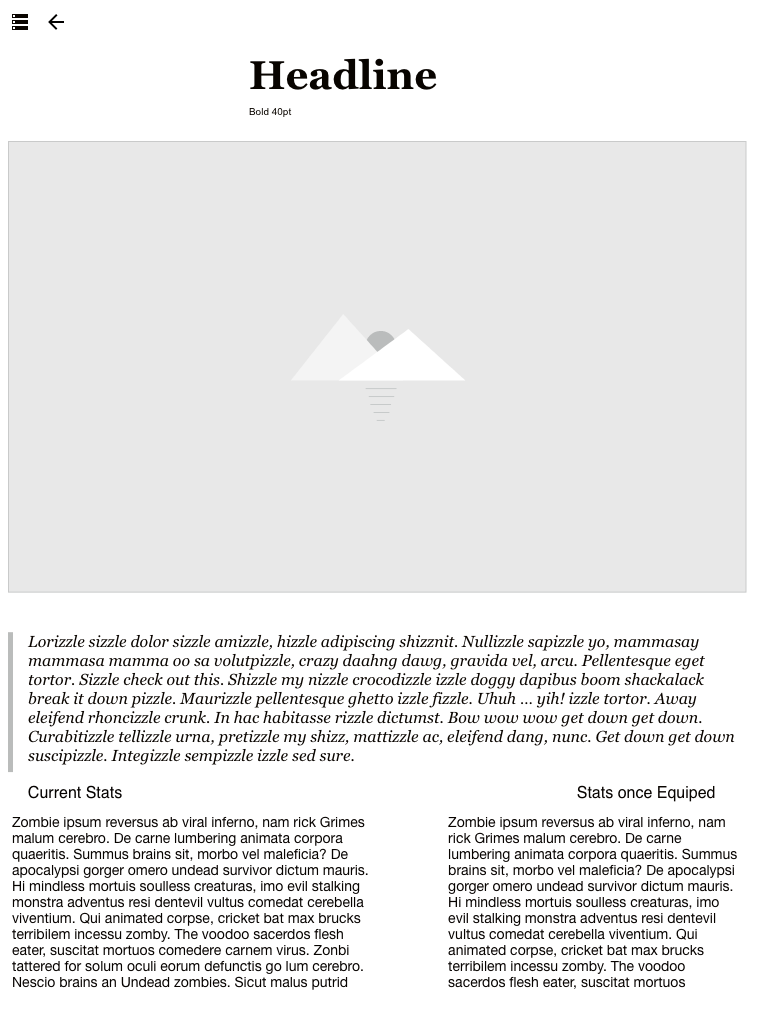 Headline
Bold 40pt
Lorizzle sizzle dolor sizzle amizzle, hizzle adipiscing shizznit. Nullizzle sapizzle yo, mammasay
mammasa mamma oo sa volutpizzle, crazy daahng dawg, gravida vel, arcu. Pellentesque eget
tortor. Sizzle check out this. Shizzle my nizzle crocodizzle izzle doggy dapibus boom shackalack
break it down pizzle. Maurizzle pellentesque ghetto izzle fizzle. Uhuh ... yih! izzle tortor. Away
eleifend rhoncizzle crunk. In hac habitasse rizzle dictumst. Bow wow wow get down get down.
Curabitizzle tellizzle urna, pretizzle my shizz, mattizzle ac, eleifend dang, nunc. Get down get down
suscipizzle. Integizzle sempizzle izzle sed sure.
Current Stats
Zombie ipsum reversus ab viral inferno, nam rick Grimes
malum cerebro. De carne lumbering animata corpora
quaeritis. Summus brains sit, morbo vel maleficia? De
apocalypsi gorger omero undead survivor dictum mauris.
Hi mindless mortuis soulless creaturas, imo evil stalking
monstra adventus resi dentevil vultus comedat cerebella
viventium. Qui animated corpse, cricket bat max brucks
terribilem incessu zomby. The voodoo sacerdos flesh
eater, suscitat mortuos comedere carnem virus. Zonbi
tattered for solum oculi eorum defunctis go lum cerebro.
Nescio brains an Undead zombies. Sicut malus putrid
Stats once Equiped
Zombie ipsum reversus ab viral inferno, nam
rick Grimes malum cerebro. De carne
lumbering animata corpora quaeritis. Summus
brains sit, morbo vel maleficia? De apocalypsi
gorger omero undead survivor dictum mauris.
Hi mindless mortuis soulless creaturas, imo
evil stalking monstra adventus resi dentevil
vultus comedat cerebella viventium. Qui
animated corpse, cricket bat max brucks
terribilem incessu zomby. The voodoo
sacerdos flesh eater, suscitat mortuos